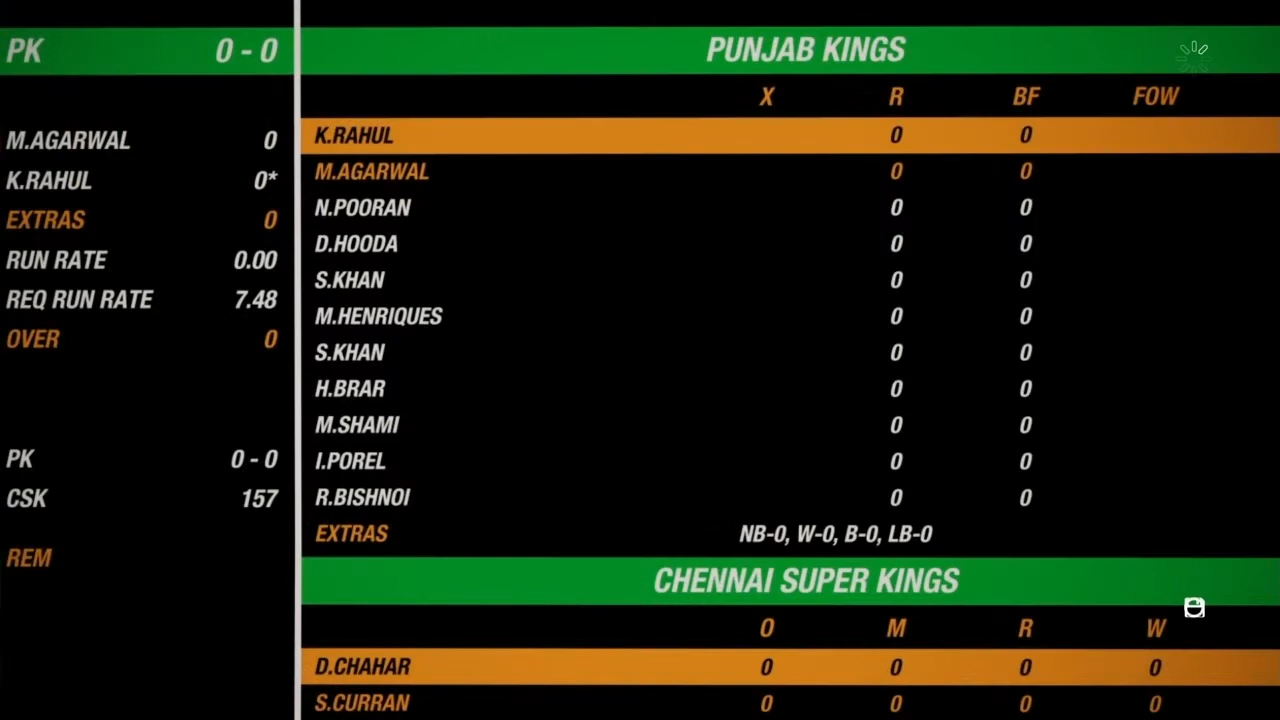 PK 0 - 0
M.AGARWAL 0
K.RAHUL 0*
EXTRAS 0
RUN RATE 0.00
REQ RUN RATE 7.48
OVER 0
PK 0 - 0
CSK 157
REM
PUNJAB KINGS
X R BF FOW
K.RAHUL 0 0
M.AGARWAL 0 0
N.POORAN 0 0
D.HOODA 0 0
S.KHAN 0 0
M.HENRIQUES 0 0
S.KHAN 0 0
H.BRAR 0 0
M.SHAMI 0 0
I.POREL 0 0
R.BISHNOI 0 0
EXTRAS NB-0, W-0, B-0, LB-0
CHENNAI SUPER KINGS
O M R W
D.CHAHAR 0 0 0 0
S.CURRAN 0 0 0 0